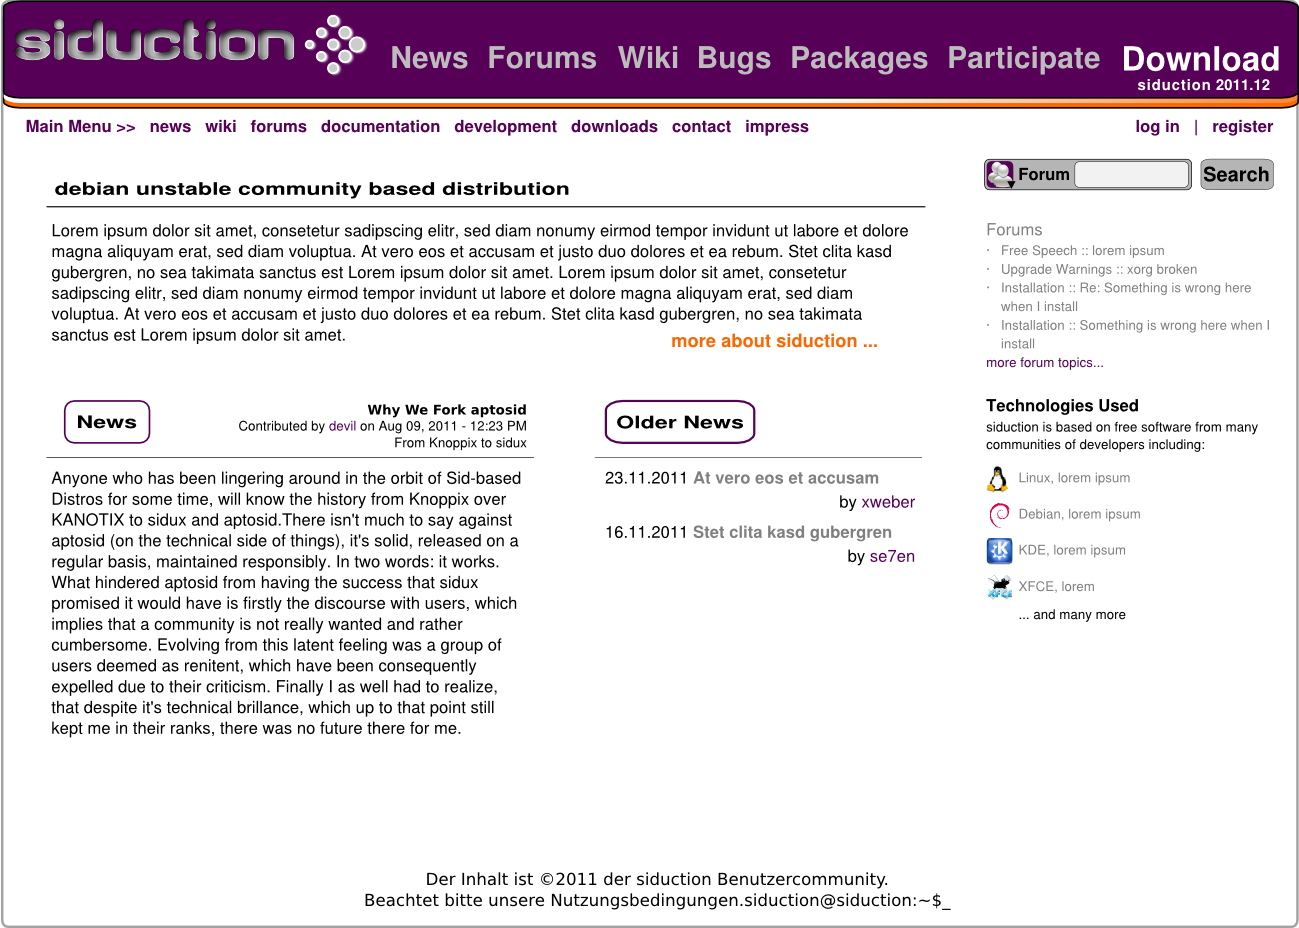 siduction
News Forums Wiki Bugs Packages Participate Download
siduction 2011.12
Main Menu >> news wiki forums documentation development downloads contact impress
log in | register
debian unstable community based distribution
Lorem ipsum dolor sit amet, consetetur sadipscing elitr, sed diam nonumy eirmod tempor invidunt ut labore et dolore
magna aliquyam erat, sed diam voluptua. At vero eos et accusam et justo duo dolores et ea rebum. Stet clita kasd
gubergren, no sea takimata sanctus est Lorem ipsum dolor sit amet. Lorem ipsum dolor sit amet, consetetur
sadipscing elitr, sed diam nonumy eirmod tempor invidunt ut labore et dolore magna aliquyam erat, sed diam
voluptua. At vero eos et accusam et justo duo dolores et ea rebum. Stet clita kasd gubergren, no sea takimata
sanctus est Lorem ipsum dolor sit amet.
more about siduction ...
News
Why We Fork aptosid
Contributed by devil on Aug 09, 2011 - 12:23 PM
From Knoppix to sidux
Anyone who has been lingering around in the orbit of Sid-based
Distros for some time, will know the history from Knoppix over
KANOTIX to sidux and aptosid.There isn't much to say against
aptosid (on the technical side of things), it's solid, released on a
regular basis, maintained responsibly. In two words: it works.
What hindered aptosid from having the success that sidux
promised it would have is firstly the discourse with users, which
implies that a community is not really wanted and rather
cumbersome. Evolving from this latent feeling was a group of
users deemed as renitent, which have been consequently
expelled due to their criticism. Finally I as well had to realize,
that despite it's technical brillance, which up to that point still
kept me in their ranks, there was no future there for me.
Older News
23.11.2011 At vero eos et accusam
by xweber
16.11.2011 Stet clita kasd gubergren
by se7en
Forum
Search
Forums
· Free Speech :: lorem ipsum
· Upgrade Warnings :: xorg broken
· Installation :: Re: Something is wrong here
when I install
· Installation :: Something is wrong here when I
install
more forum topics...
Technologies Used
siduction is based on free software from many
communities of developers including:
Linux, lorem ipsum
Debian, lorem ipsum
KDE, lorem ipsum
XFCE, lorem
... and many more
Der Inhalt ist ©2011 der siduction Benutzercommunity.
Beachtet bitte unsere Nutzungsbedingungen.siduction@siduction:~$_